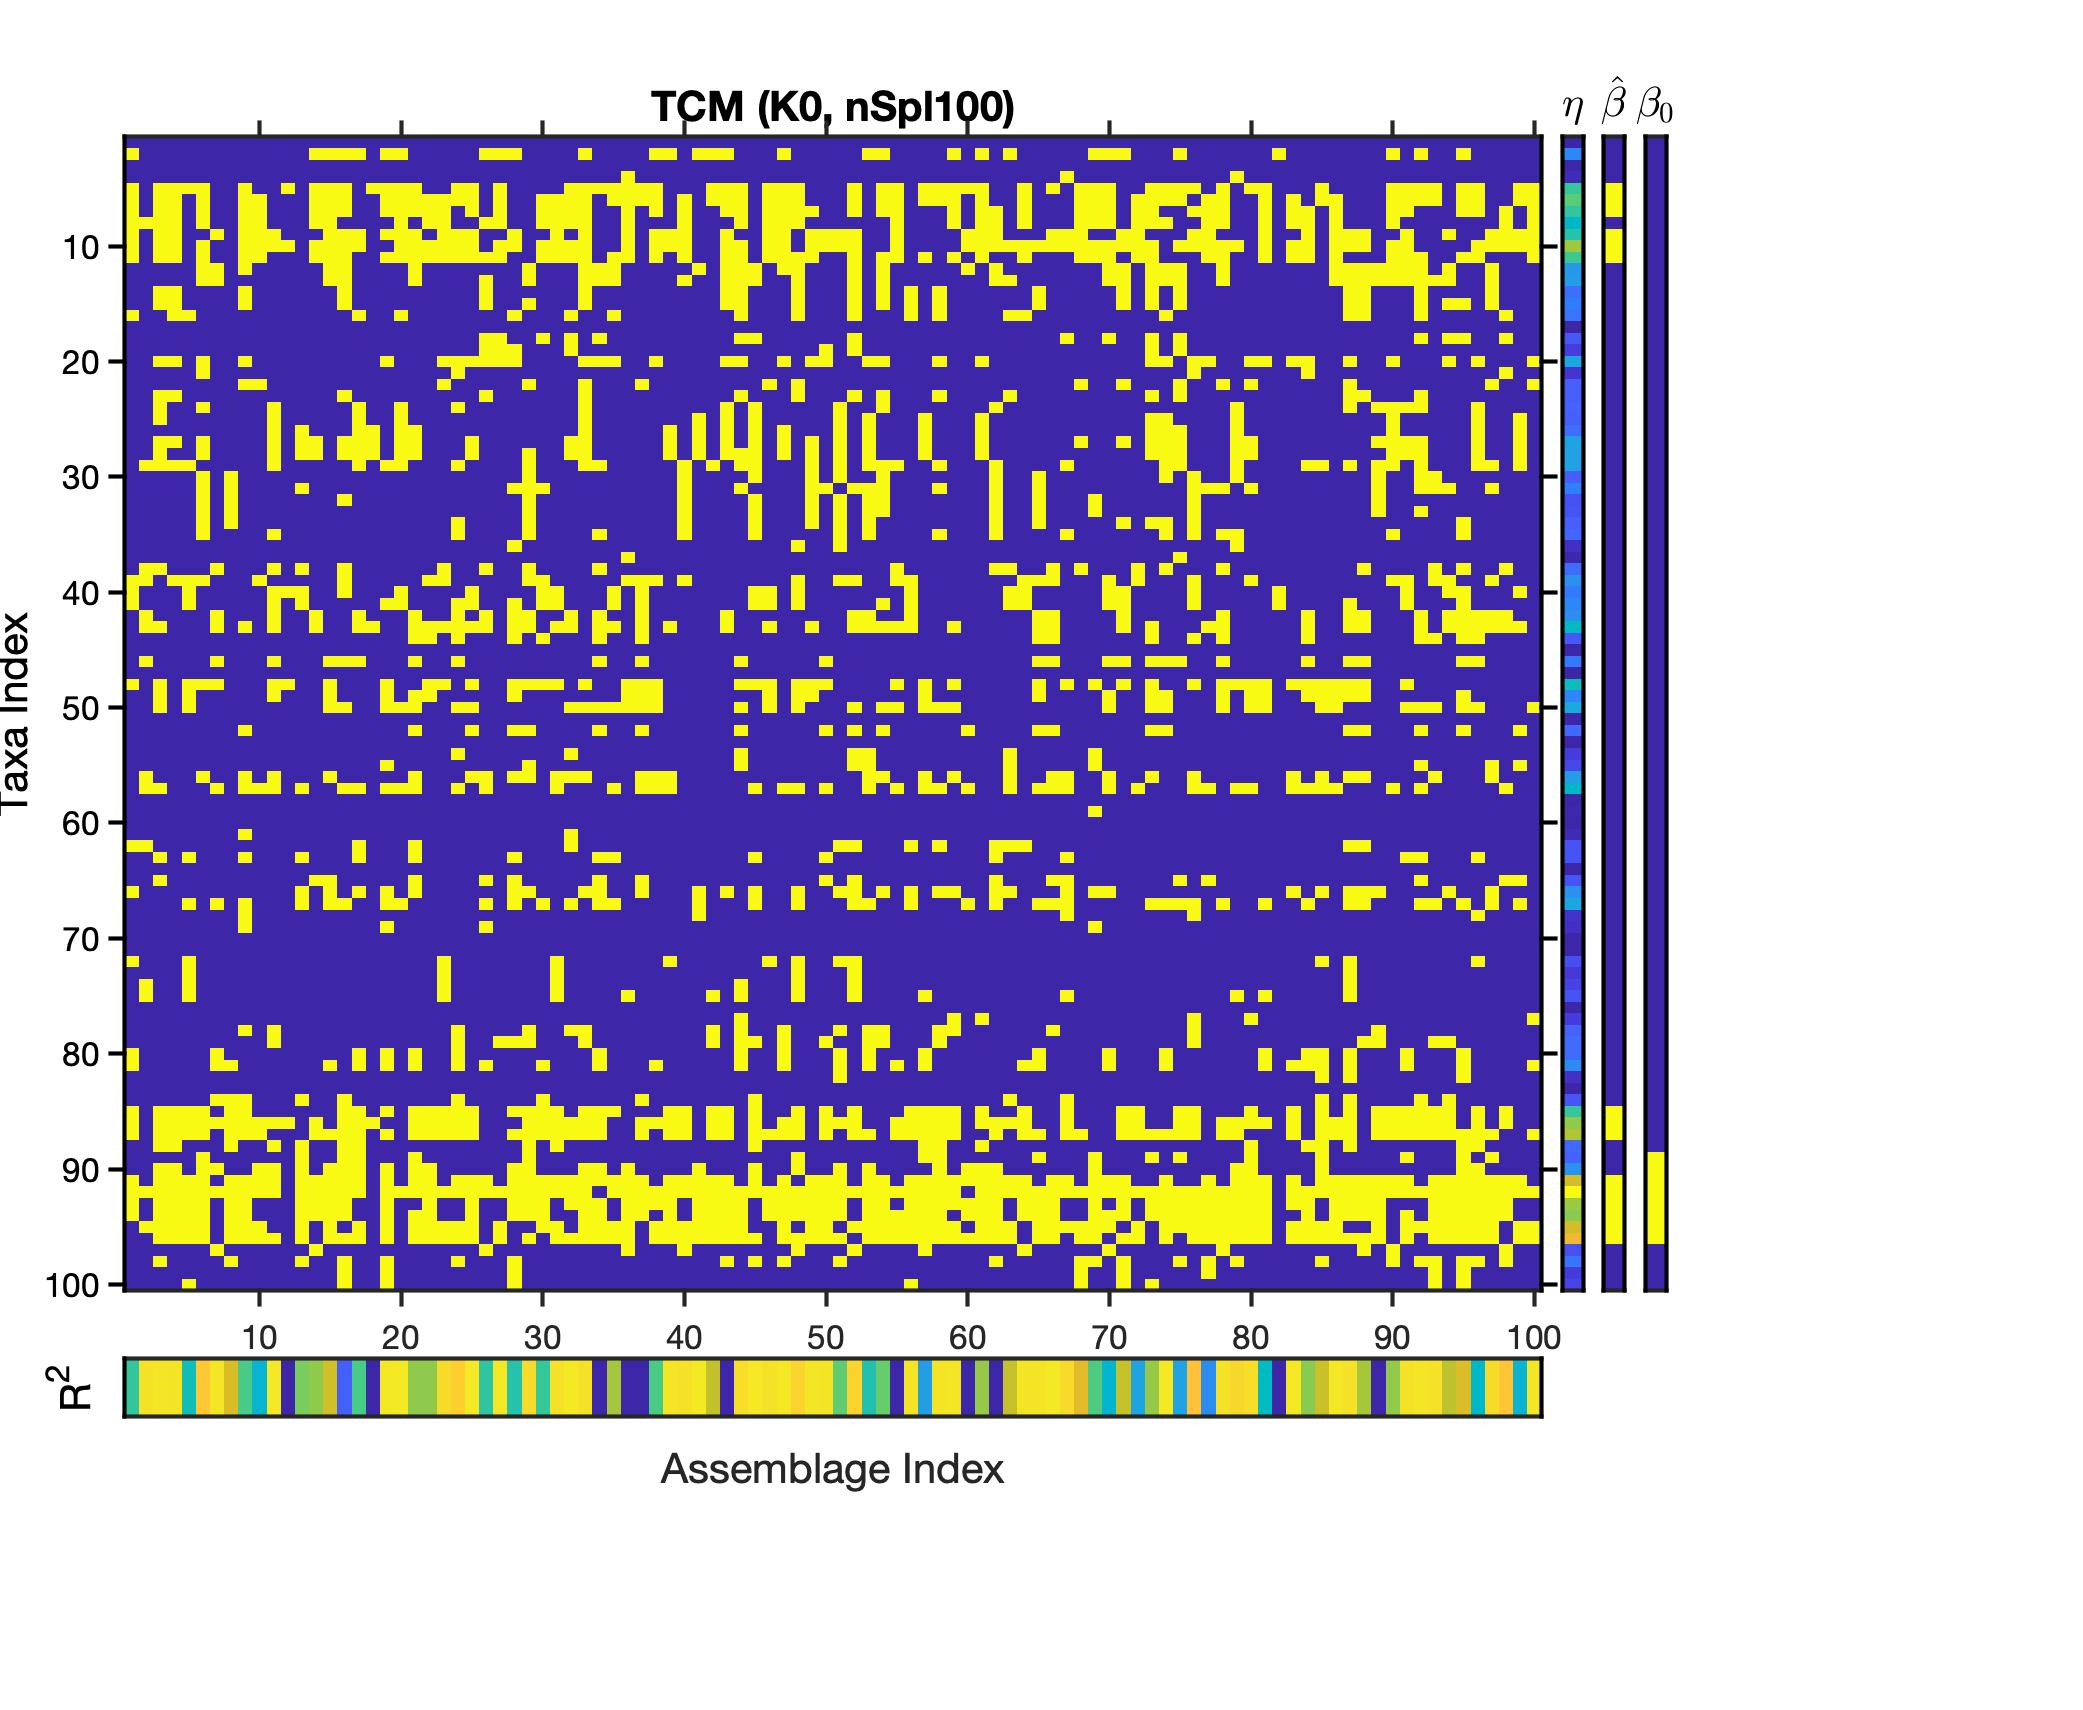 TCM (K0, nSpl100)
η β̂ β₀
Taxa Index
10
20
30
40
50
60
70
80
90
100
10 20 30 40 50 60 70 80 90 100
R²
Assemblage Index